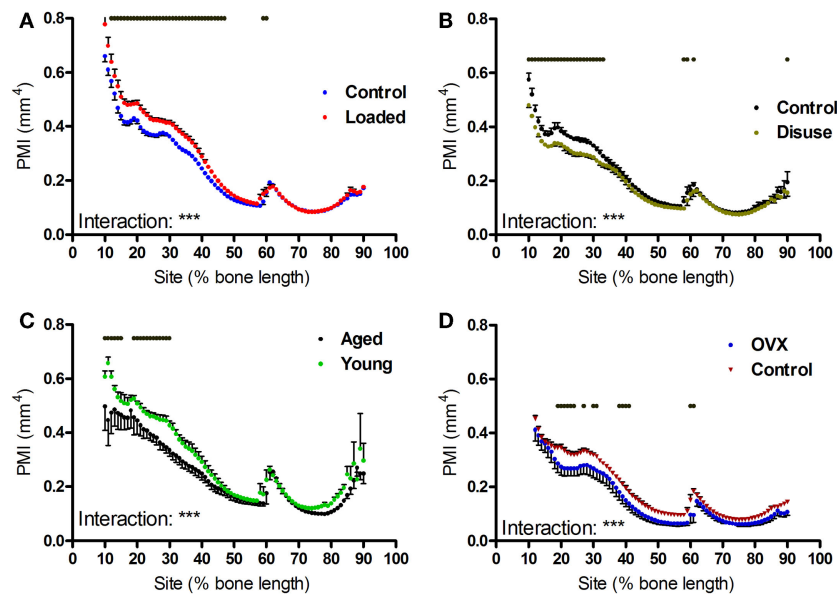 A
0.8
0.6
0.4
0.2
0.0
PMI (mm⁴)
Control
Loaded
Interaction: ***
0 10 20 30 40 50 60 70 80 90 100
Site (% bone length)
B
0.8
0.6
0.4
0.2
0.0
PMI (mm⁴)
Control
Disuse
Interaction: ***
0 10 20 30 40 50 60 70 80 90 100
Site (% bone length)
C
0.8
0.6
0.4
0.2
0.0
PMI (mm⁴)
Aged
Young
Interaction: ***
0 10 20 30 40 50 60 70 80 90 100
Site (% bone length)
D
0.8
0.6
0.4
0.2
0.0
PMI (mm⁴)
OVX
Control
Interaction: ***
0 10 20 30 40 50 60 70 80 90 100
Site (% bone length)